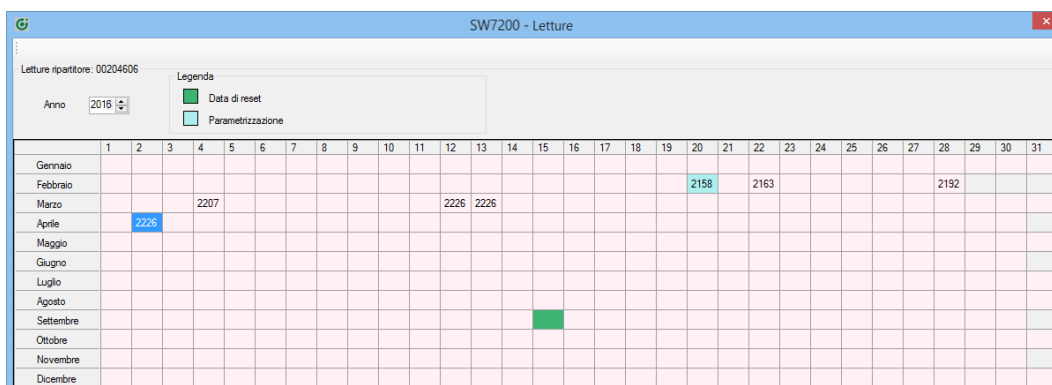 SW7200 - Letture
×
Letture ripartitore: 00204606
Legenda
Data di reset
Anno 2016
Parametrizzazione
1 2 3 4 5 6 7 8 9 10 11 12 13 14 15 16 17 18 19 20 21 22 23 24 25 26 27 28 29 30 31
Gennaio
Febbraio 2158 2163 2192
Marzo 2207 2226 2226
Aprile 2226
Maggio
Giugno
Luglio
Agosto
Settembre
Ottobre
Novembre
Dicembre